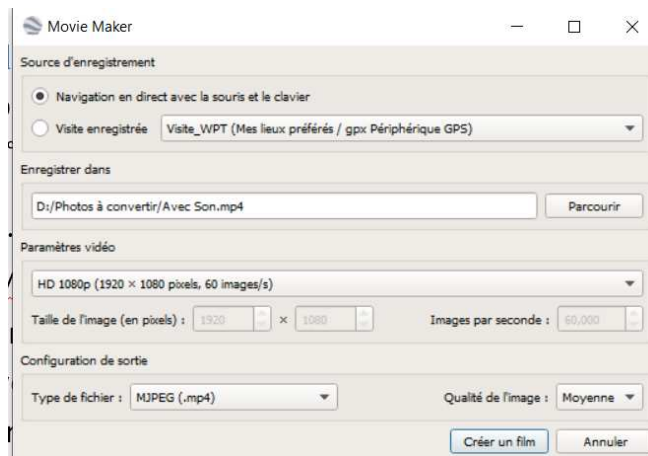 Movie Maker
Source d'enregistrement
Navigation en direct avec la souris et le clavier
Visite enregistrée Visite_WPT (Mes lieux préférés / gpx Périphérique GPS)
Enregistrer dans
D:/Photos à convertir/Avec Son.mp4 Parcourir
Paramètres vidéo
HD 1080p (1920 × 1080 pixels, 60 images/s)
Taille de l'image (en pixels) : 1920 × 1080 Images par seconde : 60,000
Configuration de sortie
Type de fichier : MJPEG (.mp4) Qualité de l'image : Moyenne
Créer un film Annuler